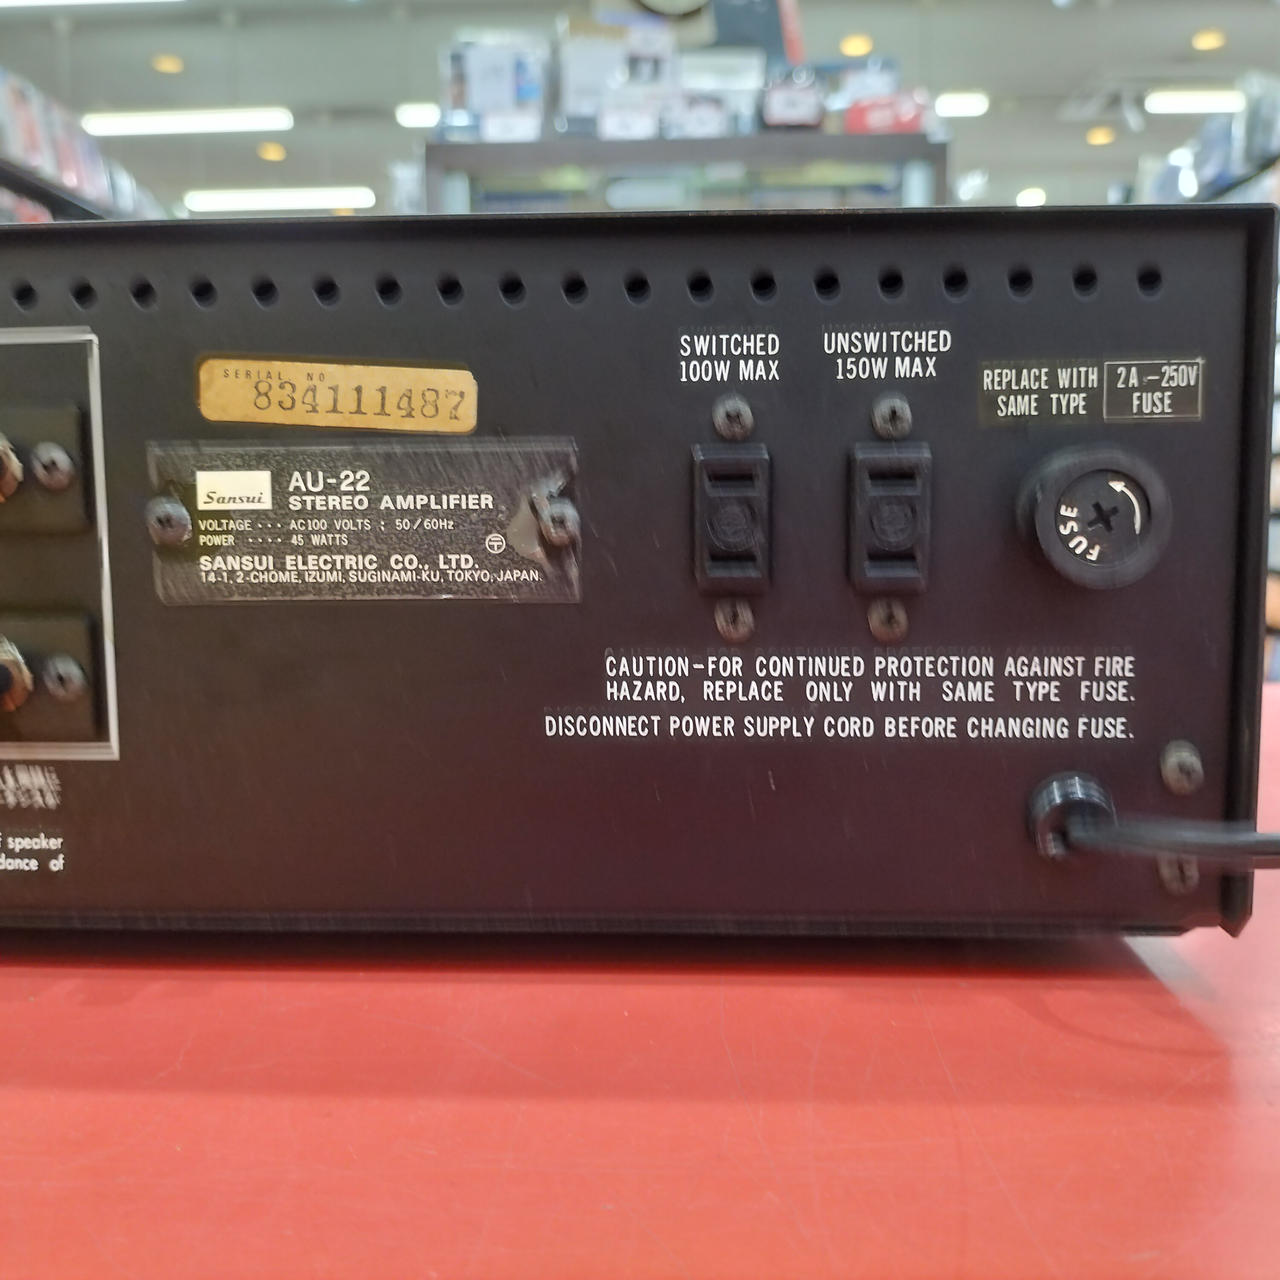 SWITCHED
100W MAX
UNSWITCHED
150W MAX
REPLACE WITH
SAME TYPE
2A -250V
FUSE
SERIAL NO
834111487
Sansui
AU-22
STEREO AMPLIFIER
VOLTAGE ··· AC100 VOLTS : 50/60Hz
POWER ···· 45 WATTS
SANSUI ELECTRIC CO., LTD.
14-1, 2-CHOME, IZUMI, SUGINAMI-KU, TOKYO, JAPAN.
FUSE
CAUTION-FOR CONTINUED PROTECTION AGAINST FIRE
HAZARD, REPLACE ONLY WITH SAME TYPE FUSE.
DISCONNECT POWER SUPPLY CORD BEFORE CHANGING FUSE.
speaker
of